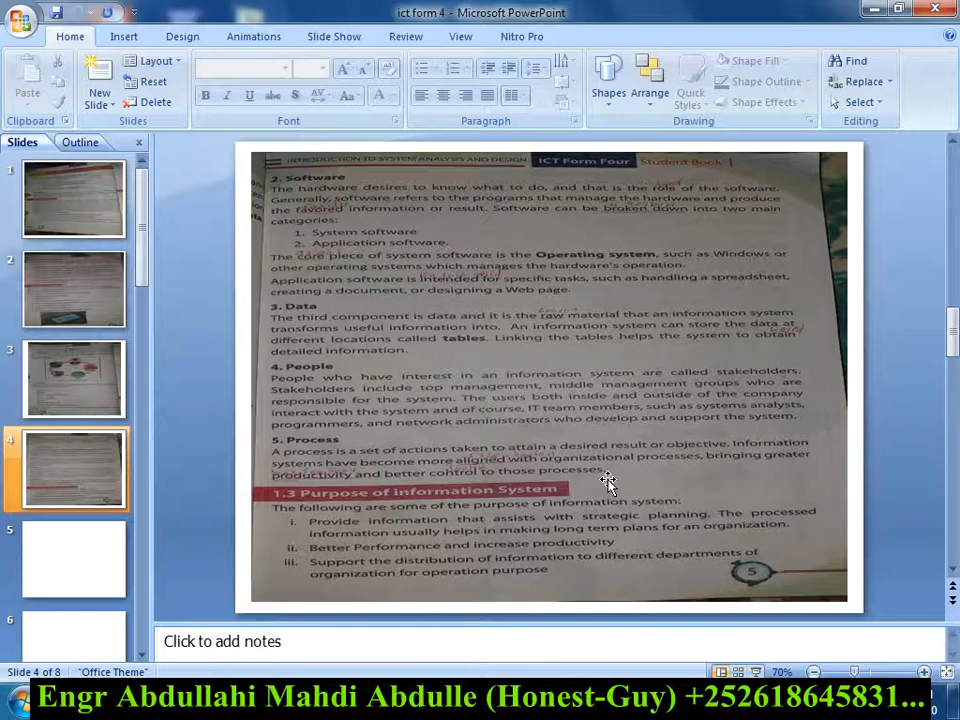 ict form 4 - Microsoft PowerPoint
Home Insert Design Animations Slide Show Review View Nitro Pro
Paste
New Slide
Layout
Reset
Delete
Shapes Arrange Quick Styles
Shape Fill
Shape Outline
Shape Effects
Find
Replace
Select
Clipboard Slides Font Paragraph Drawing Editing
Slides Outline
1
2
3
4
5
6
INTRODUCTION TO SYSTEM ANALYSIS AND DESIGN ICT Form Four Student Book
2. Software
The hardware desires to know what to do, and that is the role of the software.
Generally, software refers to the programs that manage the hardware and produce
the favored information or result. Software can be broken down into two main
categories:
1. System software
2. Application software.
The core piece of system software is the Operating system, such as Windows or
other operating systems which manages the hardware's operation.
Application software is intended for specific tasks, such as handling a spreadsheet,
creating a document, or designing a Web page.
3. Data
The third component is data and it is the raw material that an information system
transforms useful information into. An information system can store the data at
different locations called tables. Linking the tables helps the system to obtain
detailed information.
4. People
People who have interest in an information system are called stakeholders.
Stakeholders include top management, middle management groups who are
responsible for the system. The users both inside and outside of the company
interact with the system and of course, IT team members, such as systems analysts,
programmers, and network administrators who develop and support the system.
5. Process
A process is a set of actions taken to attain a desired result or objective. Information
systems have become more aligned with organizational processes, bringing greater
productivity and better control to those processes.
1.3 Purpose of information System
The following are some of the purpose of information system:
i. Provide information that assists with strategic planning. The processed
information usually helps in making long term plans for an organization.
ii. Better Performance and increase productivity
iii. Support the distribution of information to different departments of
organization for operation purpose
5
Click to add notes
Slide 4 of 8 "Office Theme" 70%
Engr Abdullahi Mahdi Abdulle (Honest-Guy) +252618645831...